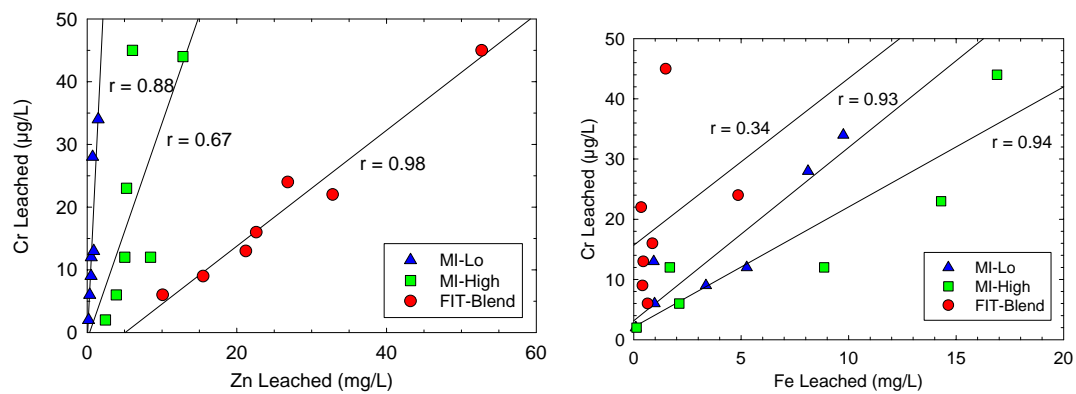 50
40
30
20
10
0
Cr Leached (µg/L)
r = 0.88
r = 0.67
r = 0.98
MI-Lo
MI-High
FIT-Blend
0 20 40 60
Zn Leached (mg/L)
50
40
30
20
10
0
Cr Leached (µg/L)
r = 0.93
r = 0.34
r = 0.94
MI-Lo
MI-High
FIT-Blend
0 5 10 15 20
Fe Leached (mg/L)